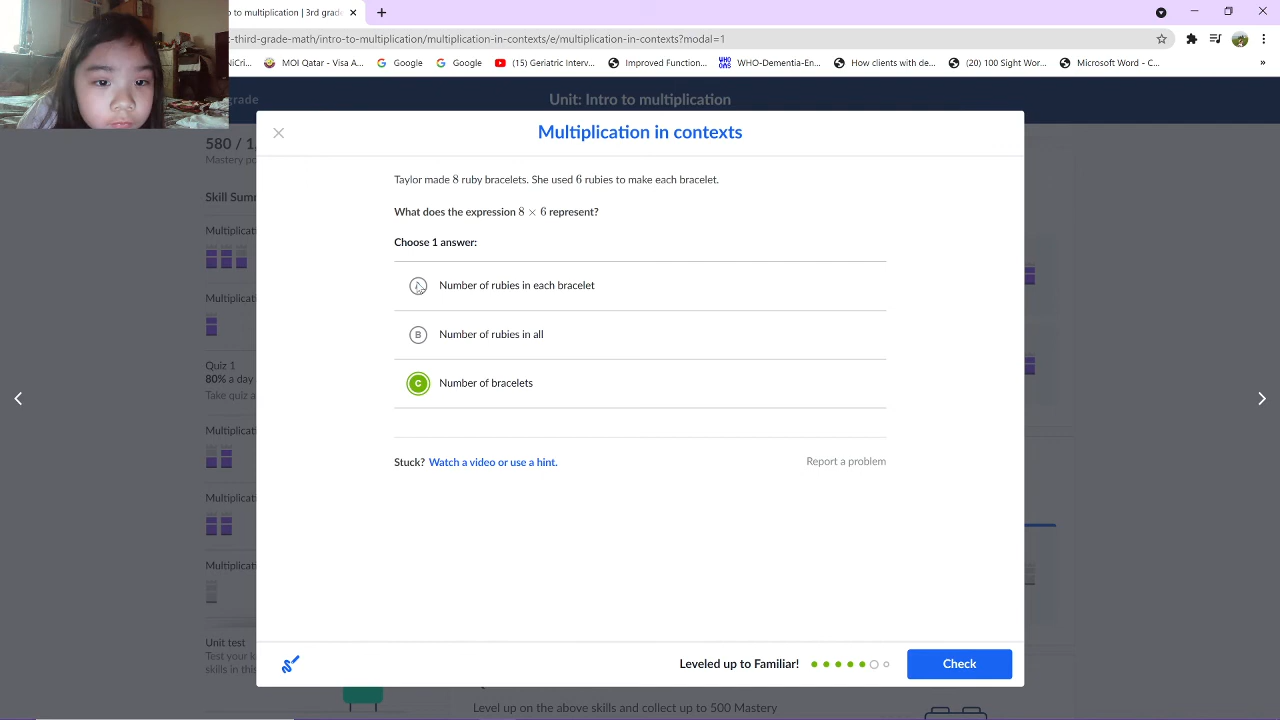 to multiplication | 3rd grade
-third-grade-math/intro-to-multiplication/multiplication-in-contexts/e/multiplication-in-contexts?modal=1
NiCri...
MOI Qatar - Visa A...
Google
Google
(15) Geriatric Interv...
Improved Function...
WHO-Dementia-En...
How certain words de...
(20) 100 Sight Wor...
Microsoft Word - C...
»
grade
Unit: Intro to multiplication
580 / 1,
Mastery po
Skill Summ
Multiplicati
Multiplicati
Quiz 1
80% a day
Take quiz a
Multiplicati
Multiplicati
Multiplicati
Unit test
Test your k
skills in this
Multiplication in contexts
Taylor made 8 ruby bracelets. She used 6 rubies to make each bracelet.
What does the expression 8 × 6 represent?
Choose 1 answer:
Number of rubies in each bracelet
B Number of rubies in all
C Number of bracelets
Stuck? Watch a video or use a hint.
Report a problem
Leveled up to Familiar!
Check
Level up on the above skills and collect up to 500 Mastery